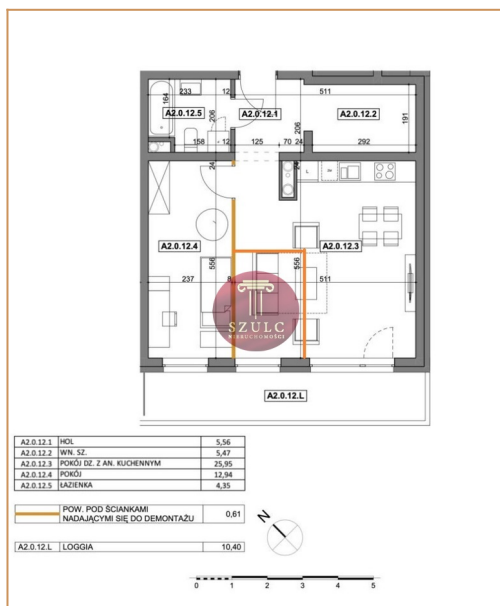 233
12
511
164
A2.0.12.5
206
A2.0.12.1
A2.0.12.2
191
206
158
12
125
70
24
292
24
24
L
A2.0.12.4
A2.0.12.3
556
556
237
8
511
SZULC
NIERUCHOMOŚCI
A2.0.12.L
A2.0.12.1 HOL 5,56
A2.0.12.2 WN. SZ. 5,47
A2.0.12.3 POKÓJ DZ. Z AN. KUCHENNYM 25,95
A2.0.12.4 POKÓJ 12,94
A2.0.12.5 ŁAZIENKA 4,35
POW. POD ŚCIANKAMI
NADAJĄCYMI SIĘ DO DEMONTAŻU 0,61
A2.0.12.L LOGGIA 10,40
N
0 1 2 3 4 5